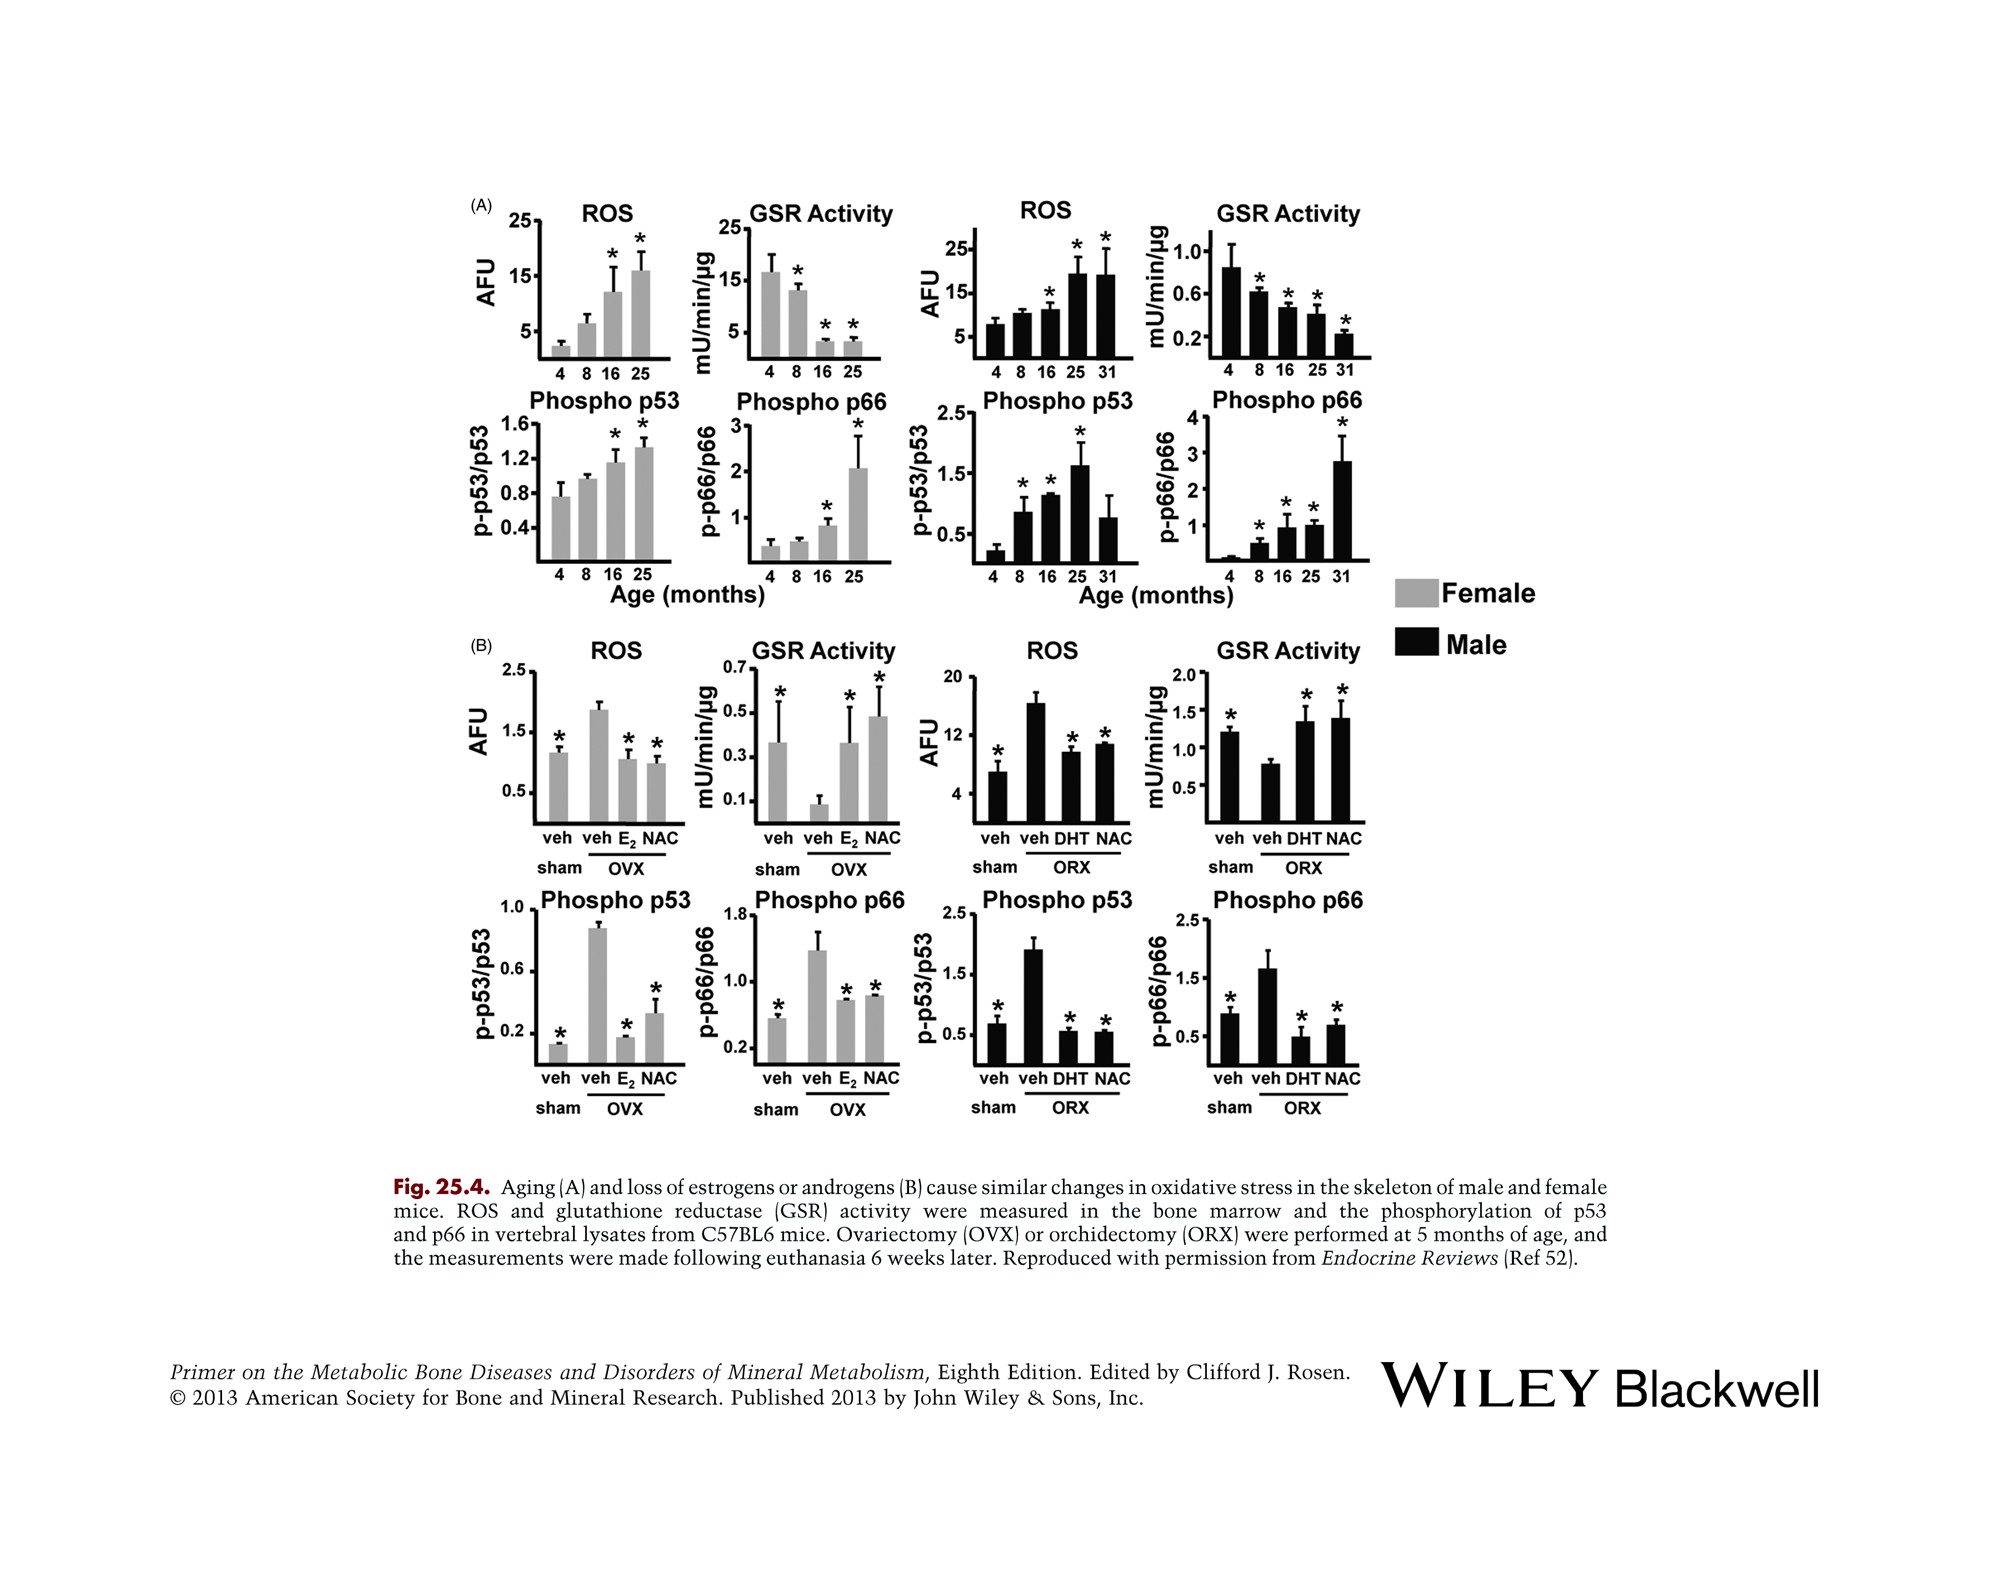 (A)
ROS
GSR Activity
ROS
GSR Activity
AFU
25
15
5
4 8 16 25
mU/min/µg
25
15
5
4 8 16 25
AFU
25
15
5
4 8 16 25 31
mU/min/µg
1.0
0.6
0.2
4 8 16 25 31
Phospho p53
Phospho p66
Phospho p53
Phospho p66
p-p53/p53
1.6
1.2
0.8
0.4
4 8 16 25
p-p66/p66
3
2
1
4 8 16 25
Age (months)
p-p53/p53
2.5
1.5
0.5
4 8 16 25 31
p-p66/p66
4
3
2
1
4 8 16 25 31
Age (months)
Female
Male
(B)
ROS
GSR Activity
ROS
GSR Activity
AFU
2.5
1.5
0.5
veh veh E2 NAC
sham OVX
mU/min/µg
0.7
0.5
0.3
0.1
veh veh E2 NAC
sham OVX
AFU
20
12
4
veh veh DHT NAC
sham ORX
mU/min/µg
2.0
1.5
1.0
0.5
veh veh DHT NAC
sham ORX
Phospho p53
Phospho p66
Phospho p53
Phospho p66
p-p53/p53
1.0
0.6
0.2
veh veh E2 NAC
sham OVX
p-p66/p66
1.8
1.0
0.2
veh veh E2 NAC
sham OVX
p-p53/p53
2.5
1.5
0.5
veh veh DHT NAC
sham ORX
p-p66/p66
2.5
1.5
0.5
veh veh DHT NAC
sham ORX
Fig. 25.4. Aging (A) and loss of estrogens or androgens (B) cause similar changes in oxidative stress in the skeleton of male and female
mice. ROS and glutathione reductase (GSR) activity were measured in the bone marrow and the phosphorylation of p53
and p66 in vertebral lysates from C57BL6 mice. Ovariectomy (OVX) or orchidectomy (ORX) were performed at 5 months of age, and
the measurements were made following euthanasia 6 weeks later. Reproduced with permission from Endocrine Reviews (Ref 52).
Primer on the Metabolic Bone Diseases and Disorders of Mineral Metabolism, Eighth Edition. Edited by Clifford J. Rosen.
© 2013 American Society for Bone and Mineral Research. Published 2013 by John Wiley & Sons, Inc.
WILEY Blackwell